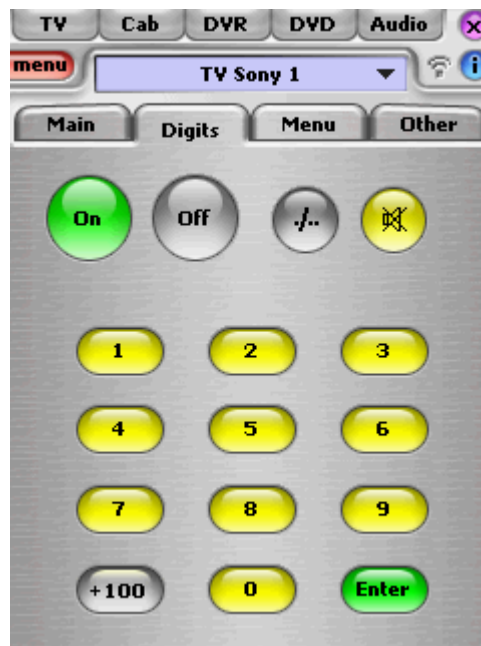 TV Cab DVR DVD Audio x
menu TV Sony 1 i
Main Digits Menu Other
On Off ./..
1 2 3
4 5 6
7 8 9
+100 0 Enter